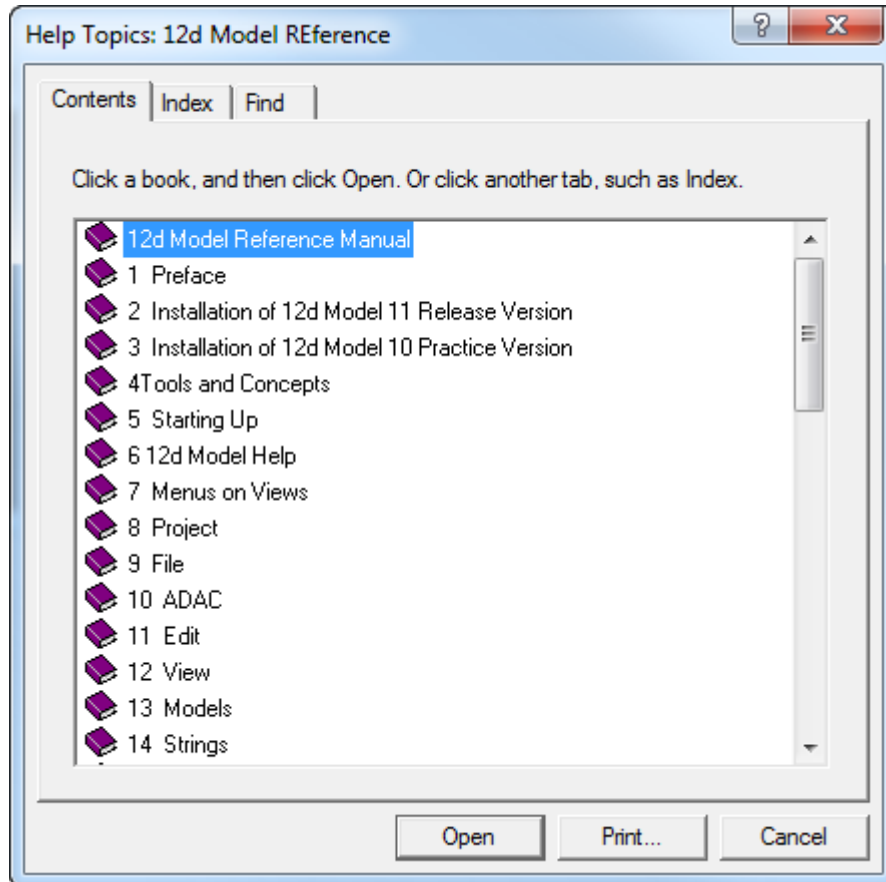 Help Topics: 12d Model REference
Contents Index Find
Click a book, and then click Open. Or click another tab, such as Index.
12d Model Reference Manual
1 Preface
2 Installation of 12d Model 11 Release Version
3 Installation of 12d Model 10 Practice Version
4Tools and Concepts
5 Starting Up
6 12d Model Help
7 Menus on Views
8 Project
9 File
10 ADAC
11 Edit
12 View
13 Models
14 Strings
Open Print... Cancel